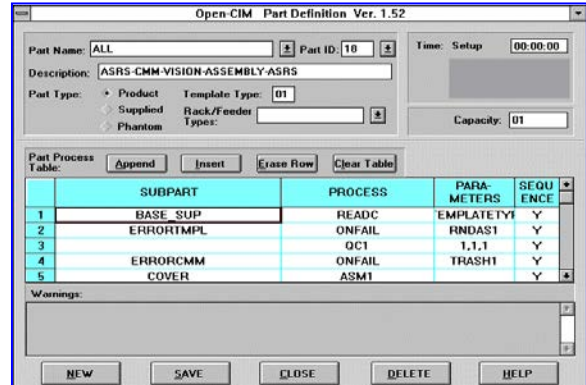 Open-CIM Part Definition Ver. 1.52
Part Name: ALL Part ID: 18 Time: Setup 00:00:00
Description: ASRS-CMM-VISION-ASSEMBLY-ASRS
Part Type: Product Template Type: 01
Supplied Rack/Feeder Types:
Phantom Capacity: 01
Part Process Table: Append Insert Erase Row Clear Table
SUBPART PROCESS PARA-METERS SEQUENCE
1 BASE_SUP READC EMPLATETY Y
2 ERRORTMPL ONFAIL RNDAS1 Y
3 QC1 1,1,1 Y
4 ERRORCMM ONFAIL TRASH1 Y
5 COVER ASM1 Y
Warnings:
NEW SAVE CLOSE DELETE HELP